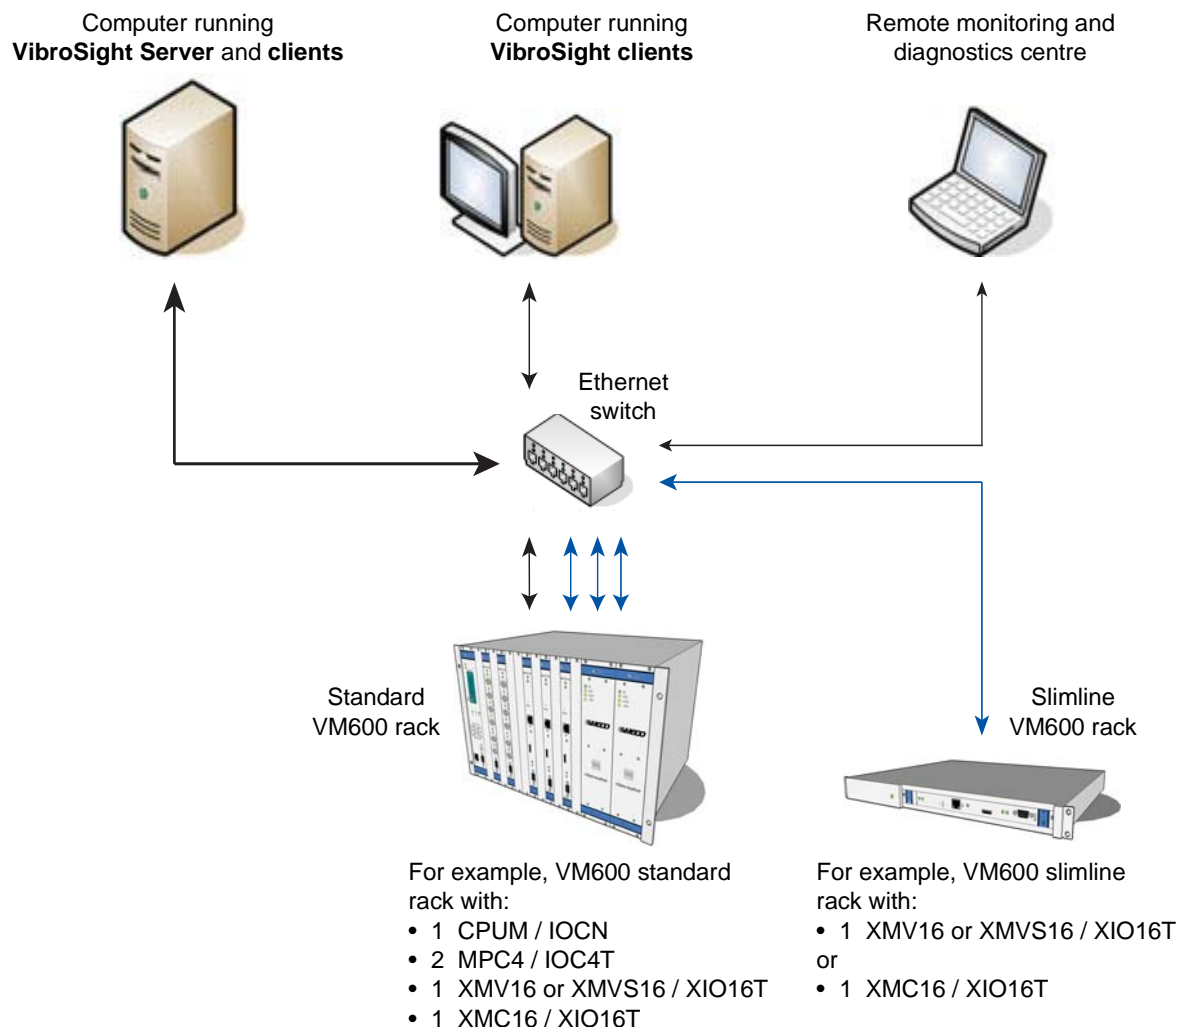 Computer running
VibroSight Server and clients
Computer running
VibroSight clients
Remote monitoring and
diagnostics centre
Ethernet
switch
Standard
VM600 rack
Slimline
VM600 rack
VM600
VM600
For example, VM600 standard
rack with:
• 1 CPUM / IOCN
• 2 MPC4 / IOC4T
• 1 XMV16 or XMVS16 / XIO16T
• 1 XMC16 / XIO16T
For example, VM600 slimline
rack with:
• 1 XMV16 or XMVS16 / XIO16T
or
• 1 XMC16 / XIO16T